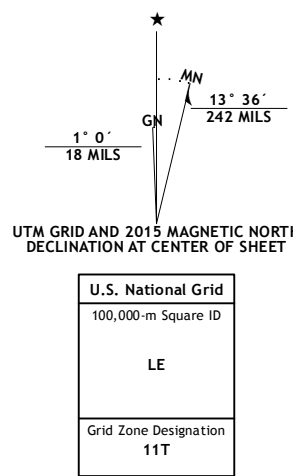 ★
MN
GN
13° 36´
242 MILS
1° 0´
18 MILS
UTM GRID AND 2015 MAGNETIC NORTH
DECLINATION AT CENTER OF SHEET
U.S. National Grid
100,000-m Square ID
LE
Grid Zone Designation
11T